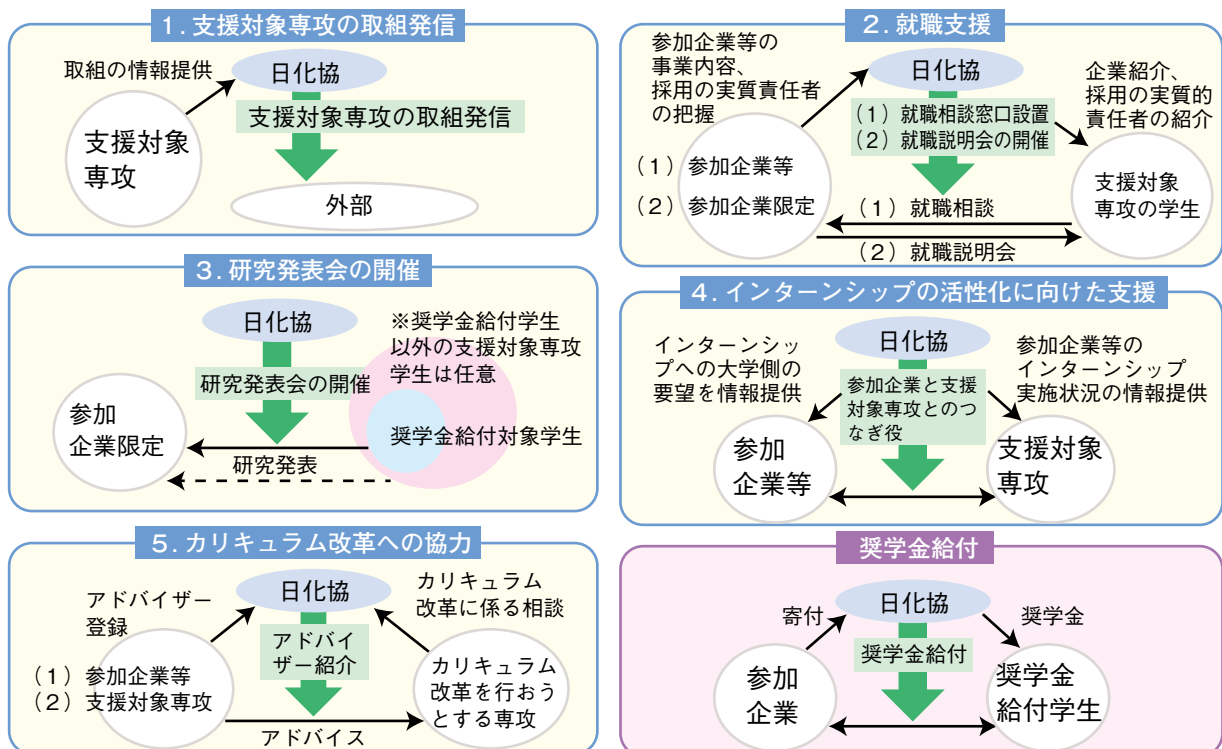 1. 支援対象専攻の取組発信
取組の情報提供
日化協
支援対象
専攻
支援対象専攻の取組発信
外部
2. 就職支援
参加企業等の
事業内容、
採用の実質責任者
の把握
日化協
企業紹介、
採用の実質的
責任者の紹介
(1)就職相談窓口設置
(2)就職説明会の開催
(1)参加企業等
(2)参加企業限定
支援対象
専攻の学生
(1)就職相談
(2)就職説明会
3. 研究発表会の開催
日化協
※奨学金給付学生
以外の支援対象専攻
学生は任意
研究発表会の開催
参加
企業限定
奨学金給付対象学生
研究発表
4. インターンシップの活性化に向けた支援
インターンシッ
プへの大学側の
要望を情報提供
日化協
参加企業等の
インターンシップ
実施状況の情報提供
参加企業と支援
対象専攻とのつ
なぎ役
参加
企業等
支援対象
専攻
5. カリキュラム改革への協力
アドバイザー
登録
日化協
カリキュラム
改革に係る相談
アドバイ
ザー紹介
(1)参加企業等
(2)支援対象専攻
カリキュラム
改革を行おう
とする専攻
アドバイス
奨学金給付
寄付
日化協
奨学金
奨学金給付
参加
企業
奨学金
給付学生